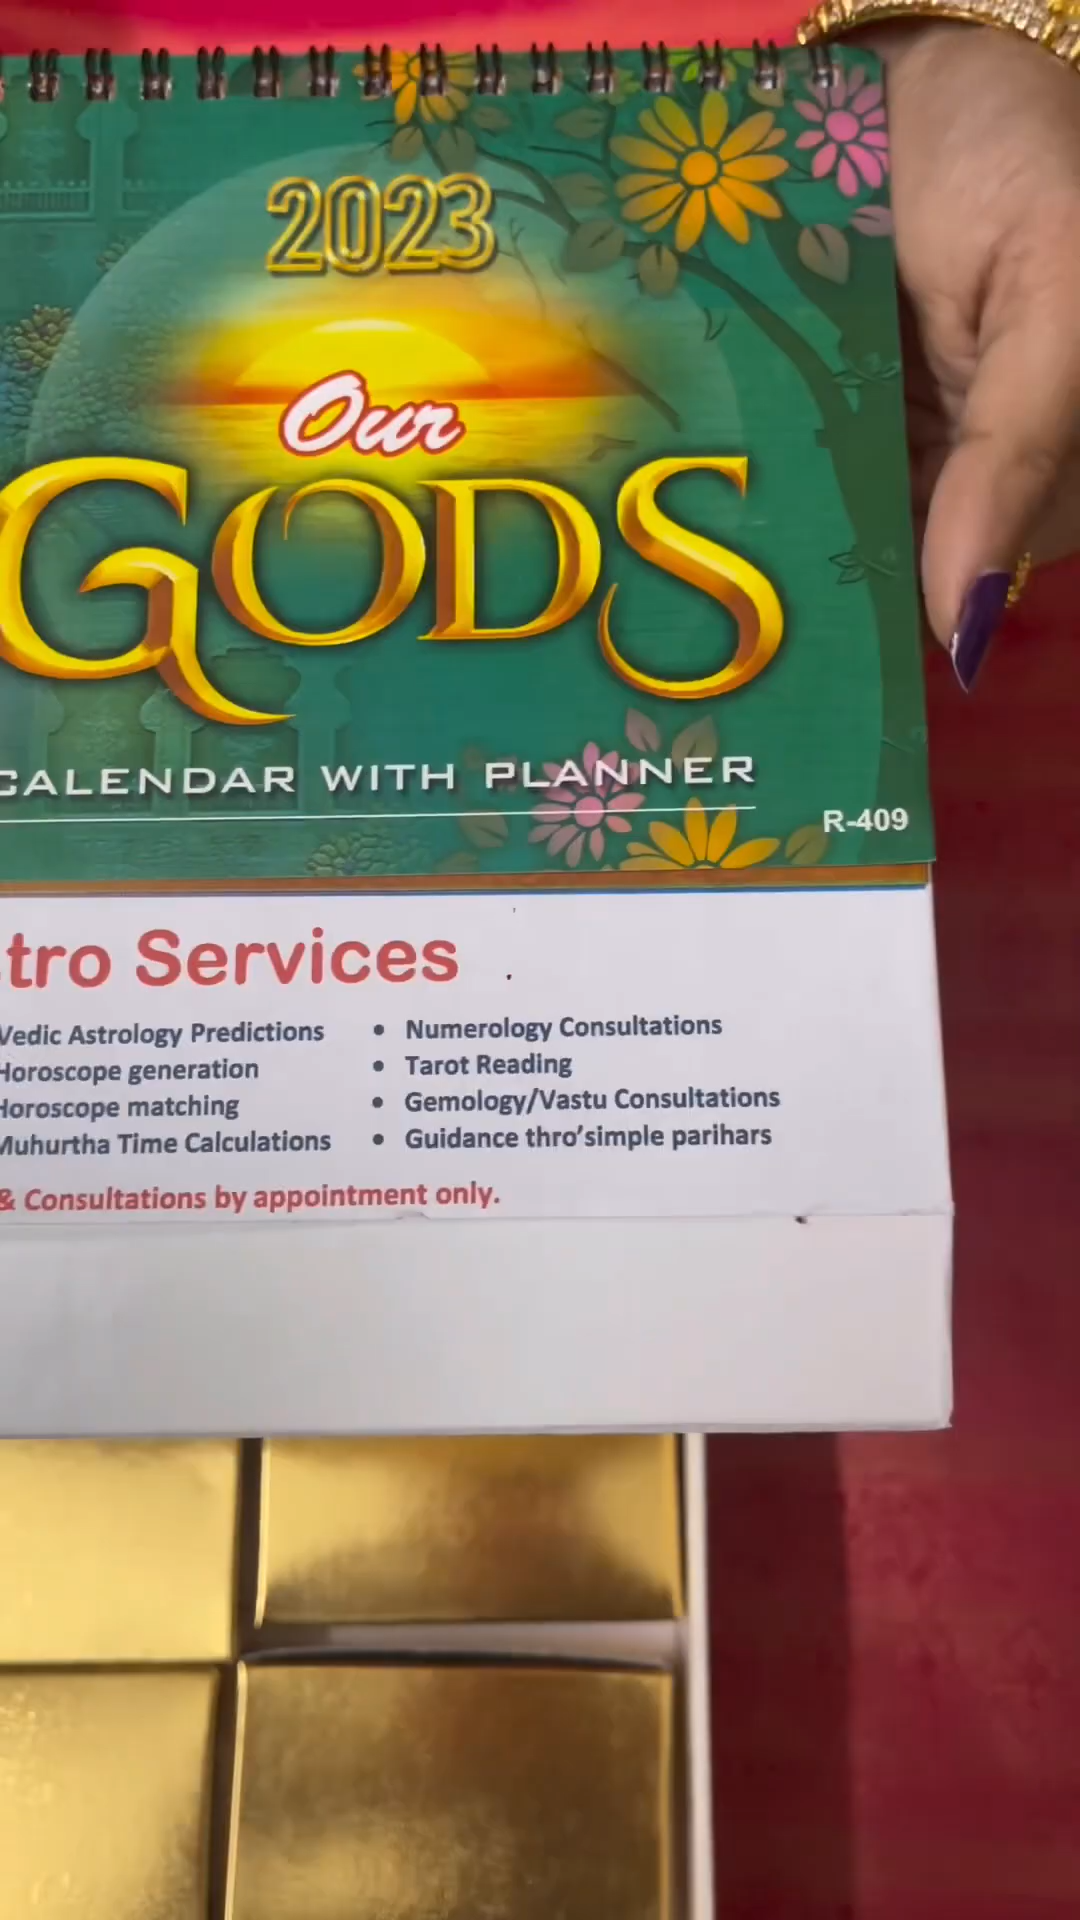 2023
Our
GODS
CALENDAR WITH PLANNER
R-409
tro Services
Vedic Astrology Predictions
Horoscope generation
Horoscope matching
Muhurtha Time Calculations
• Numerology Consultations
• Tarot Reading
• Gemology/Vastu Consultations
• Guidance thro'simple parihars
& Consultations by appointment only.